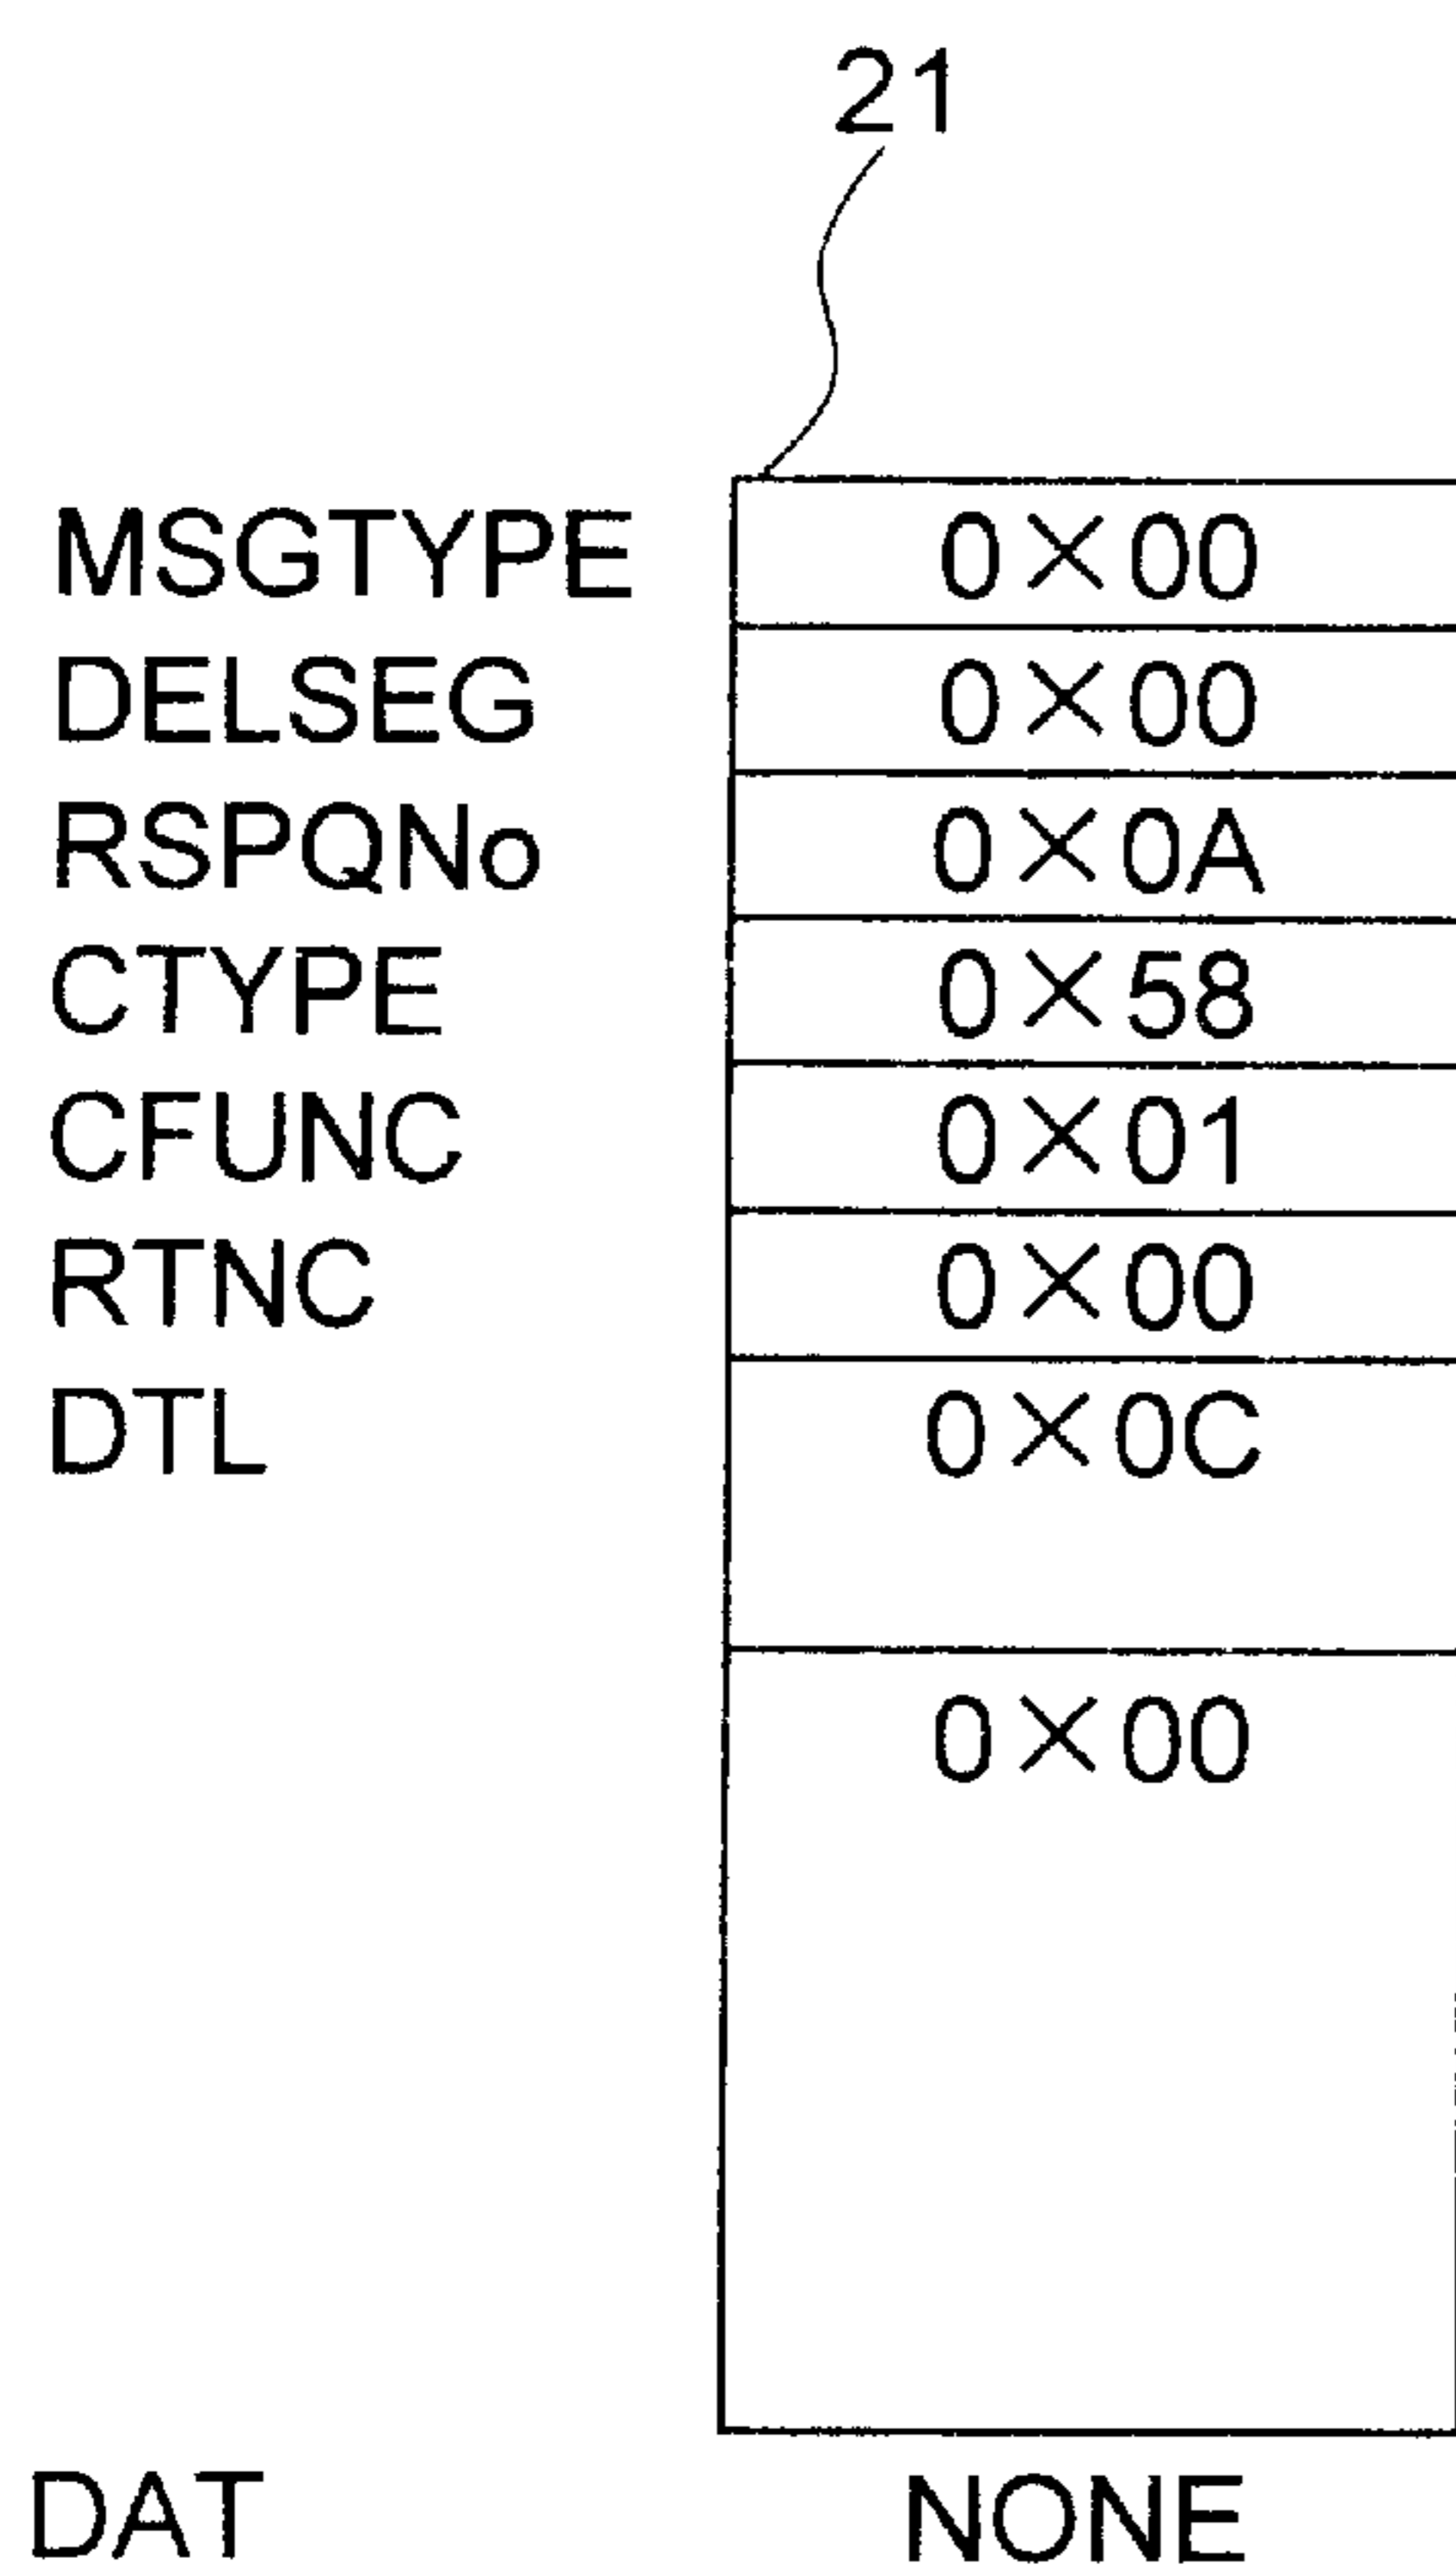 21
MSGTYPE 0×00
DELSEG 0×00
RSPQNo 0×0A
CTYPE 0×58
CFUNC 0×01
RTNC 0×00
DTL 0×0C
0×00
DAT NONE